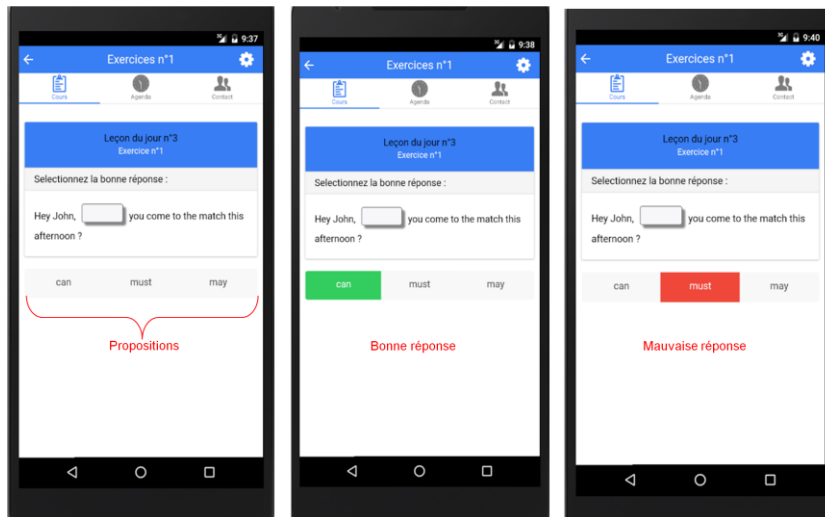 9:37
Exercices n°1
Cours
Agenda
Contact
Leçon du jour n°3
Exercice n°1
Selectionnez la bonne réponse :
Hey John, you come to the match this
afternoon ?
can must may
Propositions
9:38
Exercices n°1
Cours
Agenda
Contact
Leçon du jour n°3
Exercice n°1
Selectionnez la bonne réponse :
Hey John, you come to the match this
afternoon ?
can must may
Bonne réponse
9:40
Exercices n°1
Cours
Agenda
Contact
Leçon du jour n°3
Exercice n°1
Selectionnez la bonne réponse :
Hey John, you come to the match this
afternoon ?
can must may
Mauvaise réponse